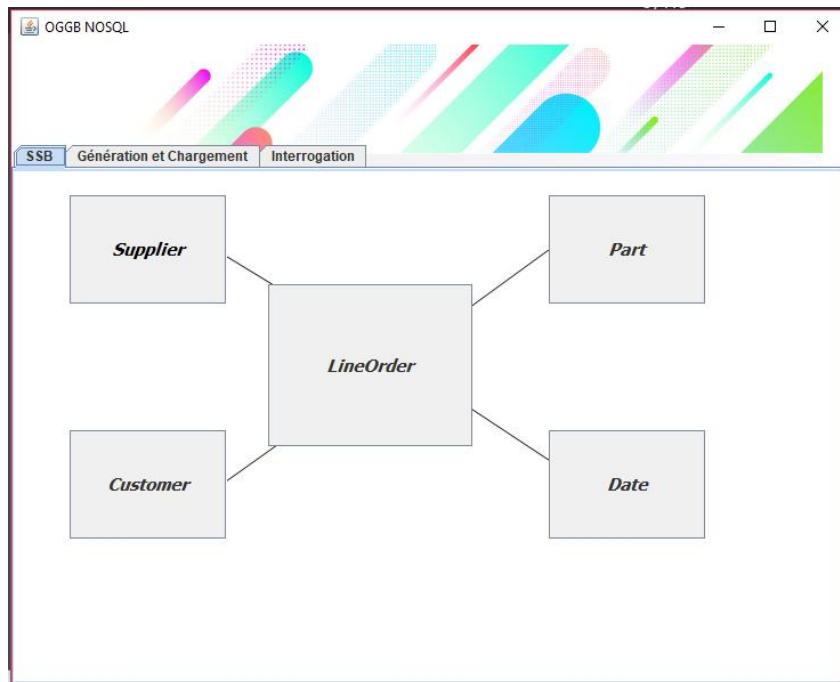 OGGB NOSQL
SSB Génération et Chargement Interrogation
Supplier Part
LineOrder
Customer Date